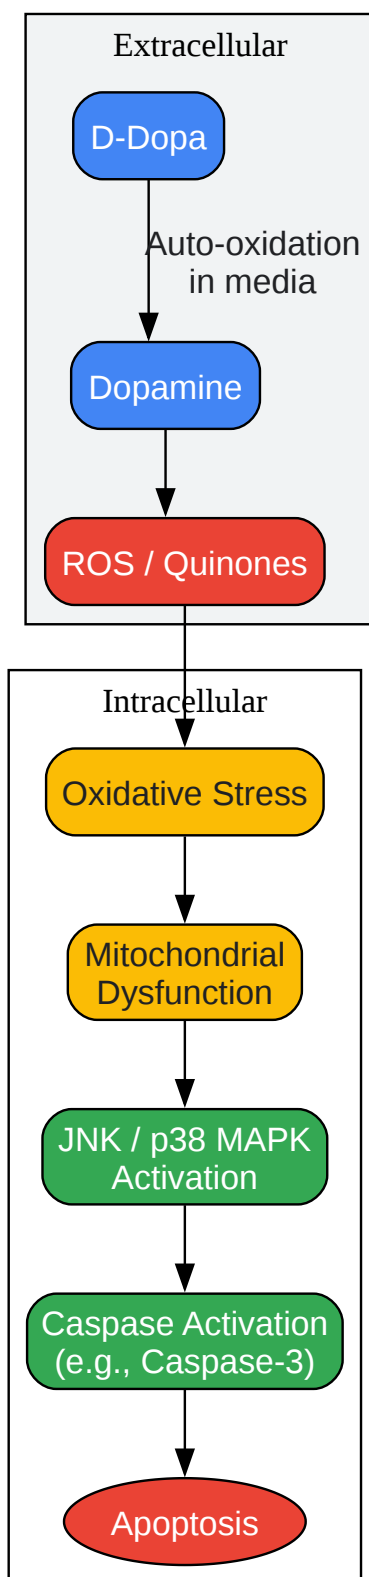 Extracellular
D-Dopa
Auto-oxidation
in media
Dopamine
ROS / Quinones
Intracellular
Oxidative Stress
Mitochondrial
Dysfunction
JNK / p38 MAPK
Activation
Caspase Activation
(e.g., Caspase-3)
Apoptosis